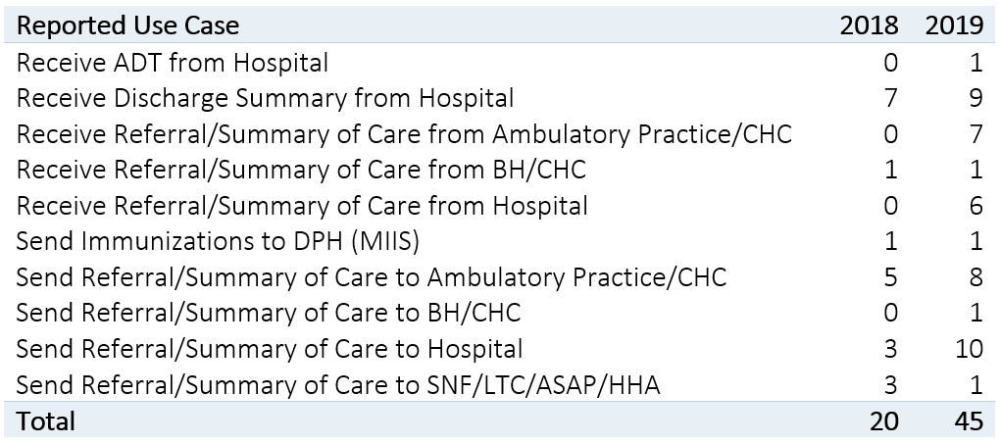 Reported Use Case 2018 2019
Receive ADT from Hospital 0 1
Receive Discharge Summary from Hospital 7 9
Receive Referral/Summary of Care from Ambulatory Practice/CHC 0 7
Receive Referral/Summary of Care from BH/CHC 1 1
Receive Referral/Summary of Care from Hospital 0 6
Send Immunizations to DPH (MIIS) 1 1
Send Referral/Summary of Care to Ambulatory Practice/CHC 5 8
Send Referral/Summary of Care to BH/CHC 0 1
Send Referral/Summary of Care to Hospital 3 10
Send Referral/Summary of Care to SNF/LTC/ASAP/HHA 3 1
Total 20 45